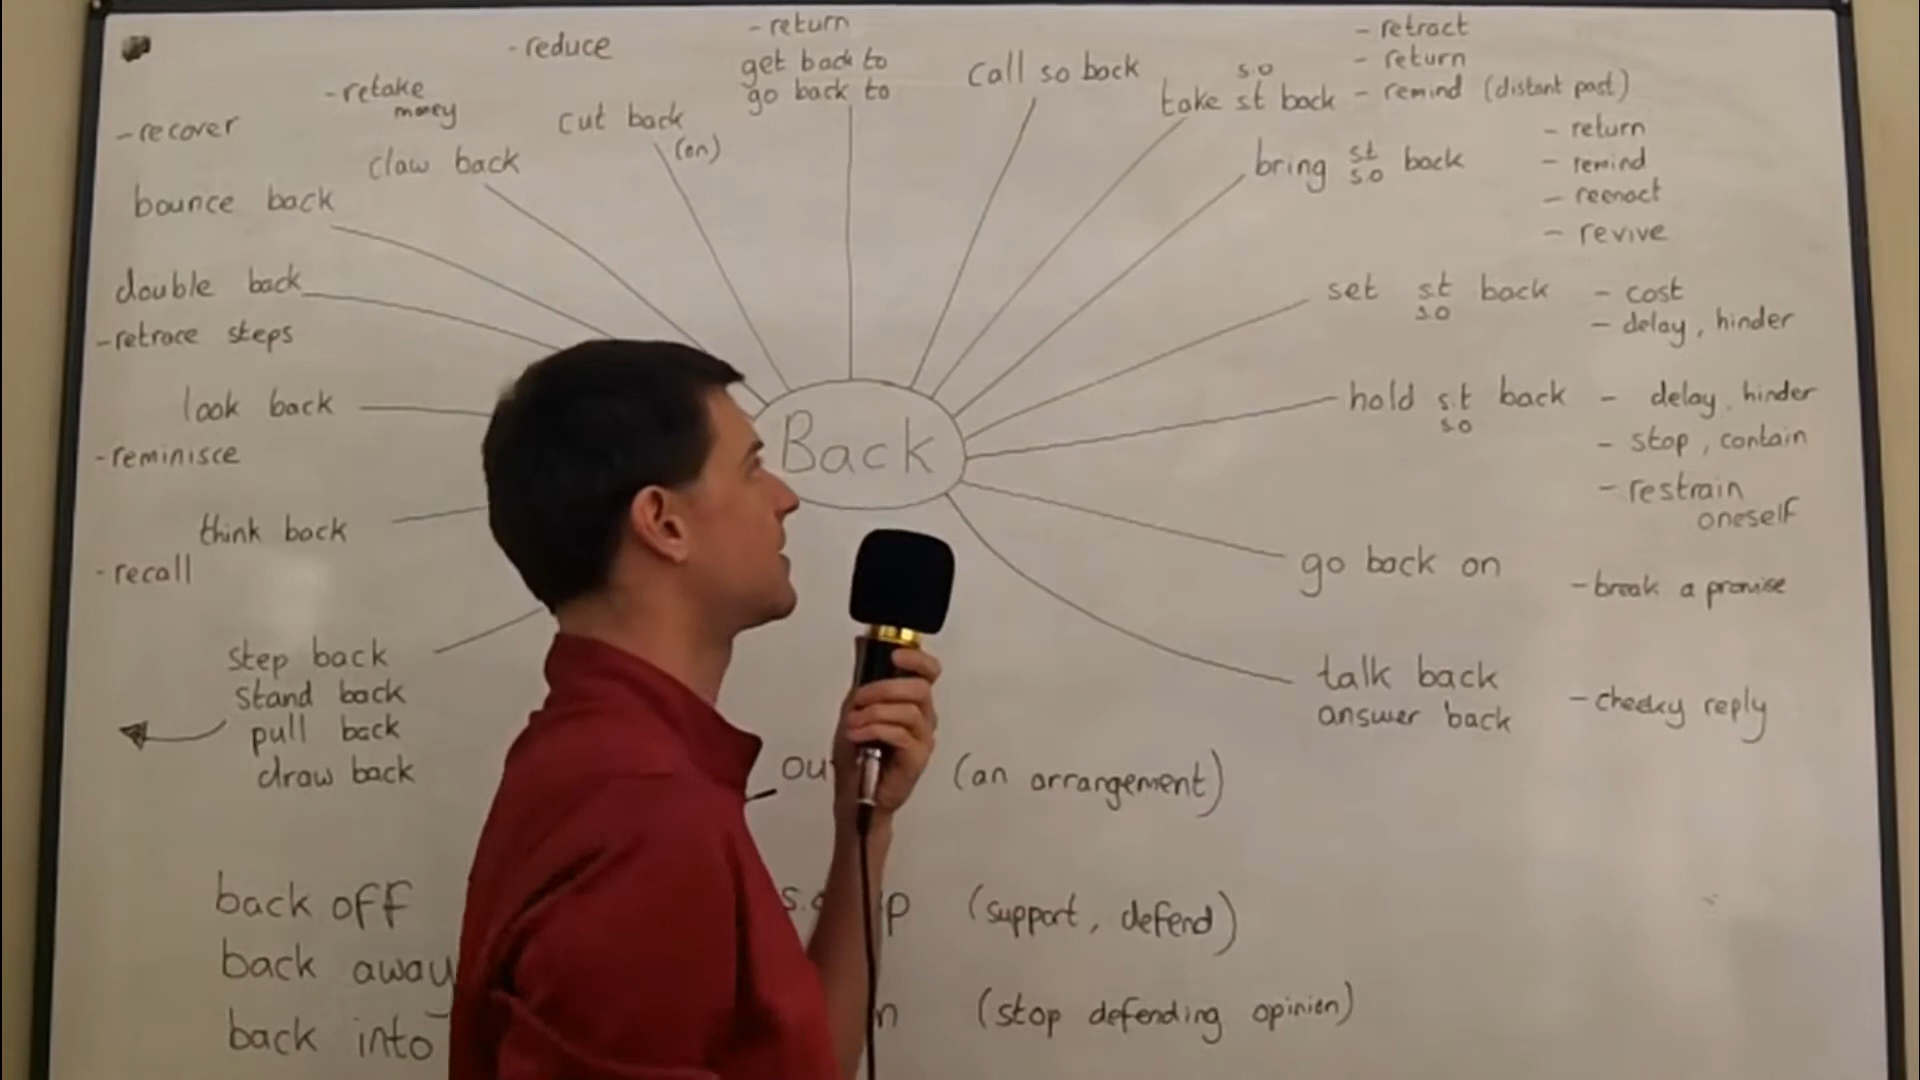 - recover
bounce back
- retake
money
claw back
- reduce
cut back
(on)
- return
get back to
go back to
call so back
s.o
take st back
- retract
- return
- remind (distant past)
bring st back
s.o
- return
- remind
- reenact
- revive
set st back
s.o
- cost
- delay, hinder
hold s.t back
s.o
- delay, hinder
- stop, contain
- restrain
oneself
go back on
- break a promise
talk back
answer back
- cheeky reply
double back
- retrace steps
look back
- reminisce
think back
- recall
step back
stand back
pull back
draw back
Back
(an arrangement)
back off
(support, defend)
back away
back into
(stop defending opinion)